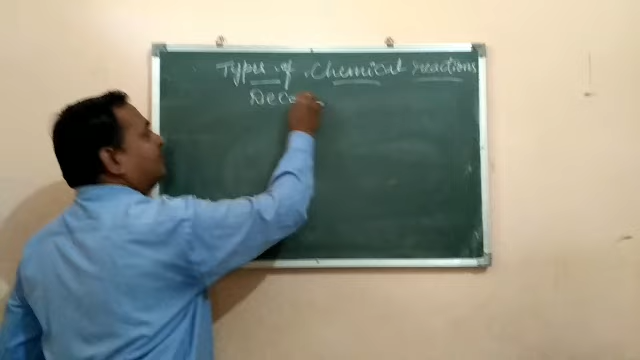 Types of Chemical reactions
Deco